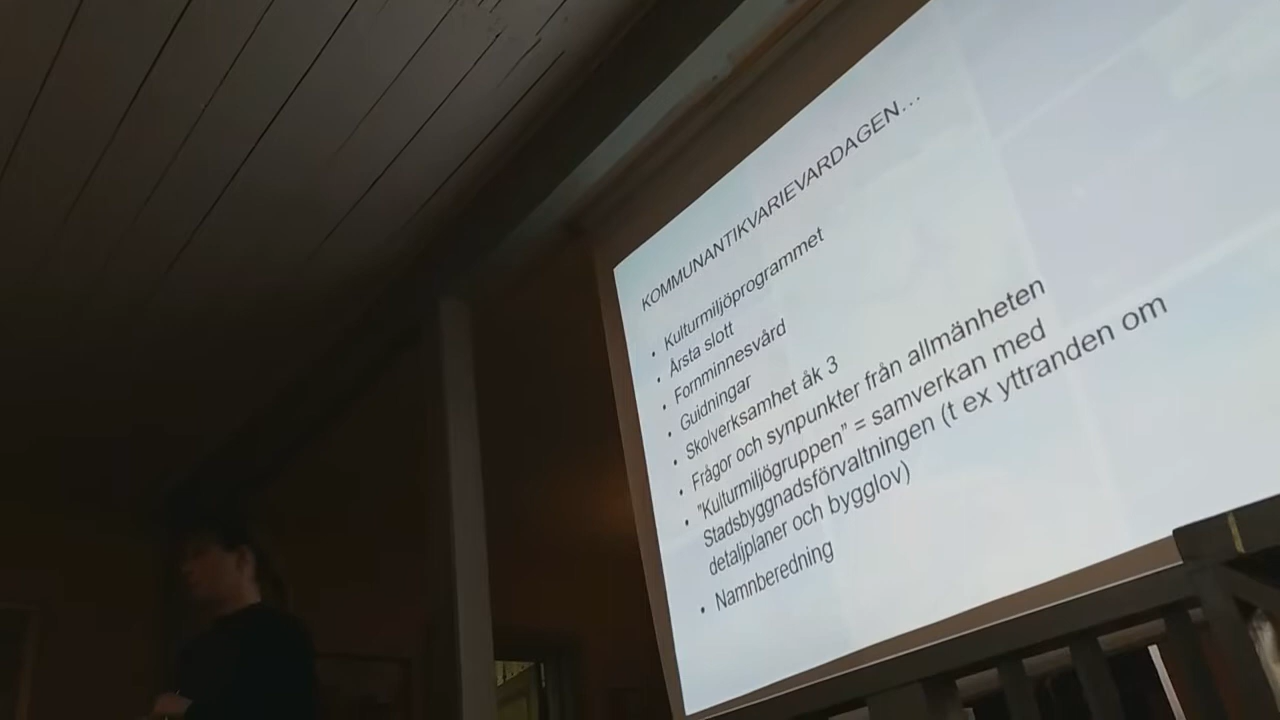 KOMMUNANTIKVARIEVARDAGEN...
• Kulturmiljöprogrammet
• Årsta slott
• Fornminnesvård
• Guidningar
• Skolverksamhet åk 3
• Frågor och synpunkter från allmänheten
• "Kulturmiljögruppen" = samverkan med
Stadsbyggnadsförvaltningen (t ex yttranden om
detaljplaner och bygglov)
• Namnberedning